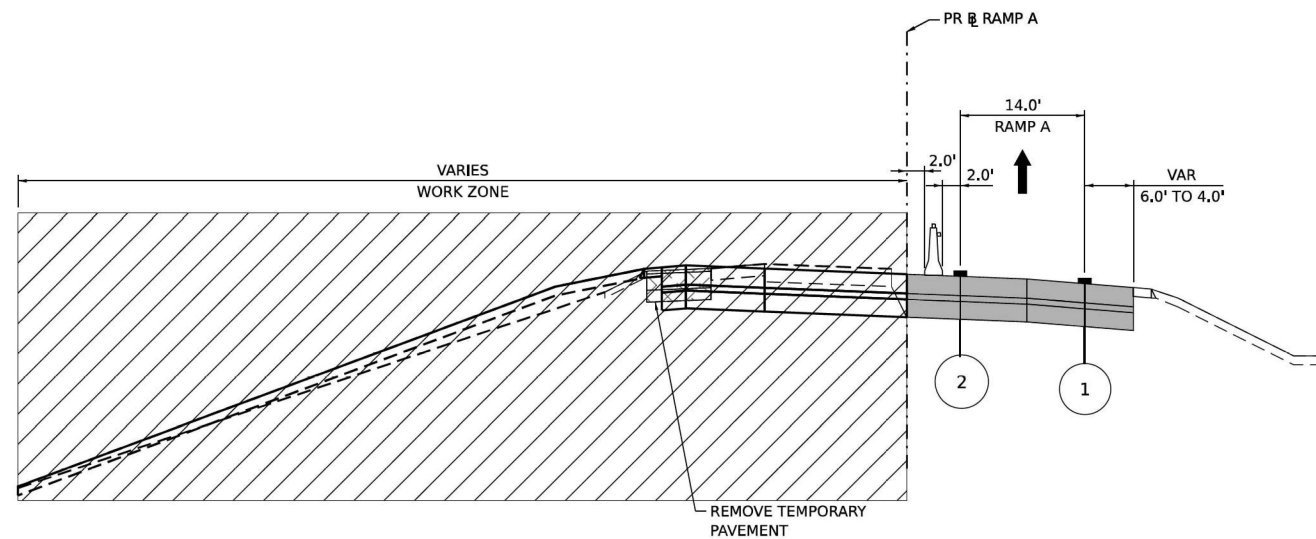 PR ℄ RAMP A
14.0'
RAMP A
2.0'
2.0'
VAR
6.0' TO 4.0'
VARIES
WORK ZONE
2
1
REMOVE TEMPORARY
PAVEMENT